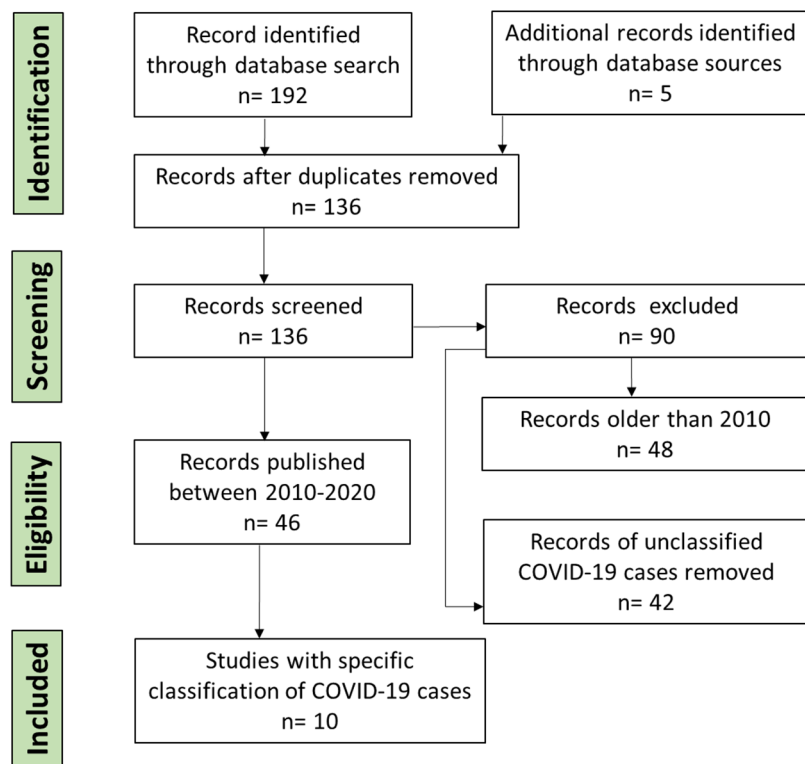 Identification
Record identified
through database search
n= 192
Additional records identified
through database sources
n= 5
Records after duplicates removed
n= 136
Screening
Records screened
n= 136
Records excluded
n= 90
Records older than 2010
n= 48
Eligibility
Records published
between 2010-2020
n= 46
Records of unclassified
COVID-19 cases removed
n= 42
Included
Studies with specific
classification of COVID-19 cases
n= 10